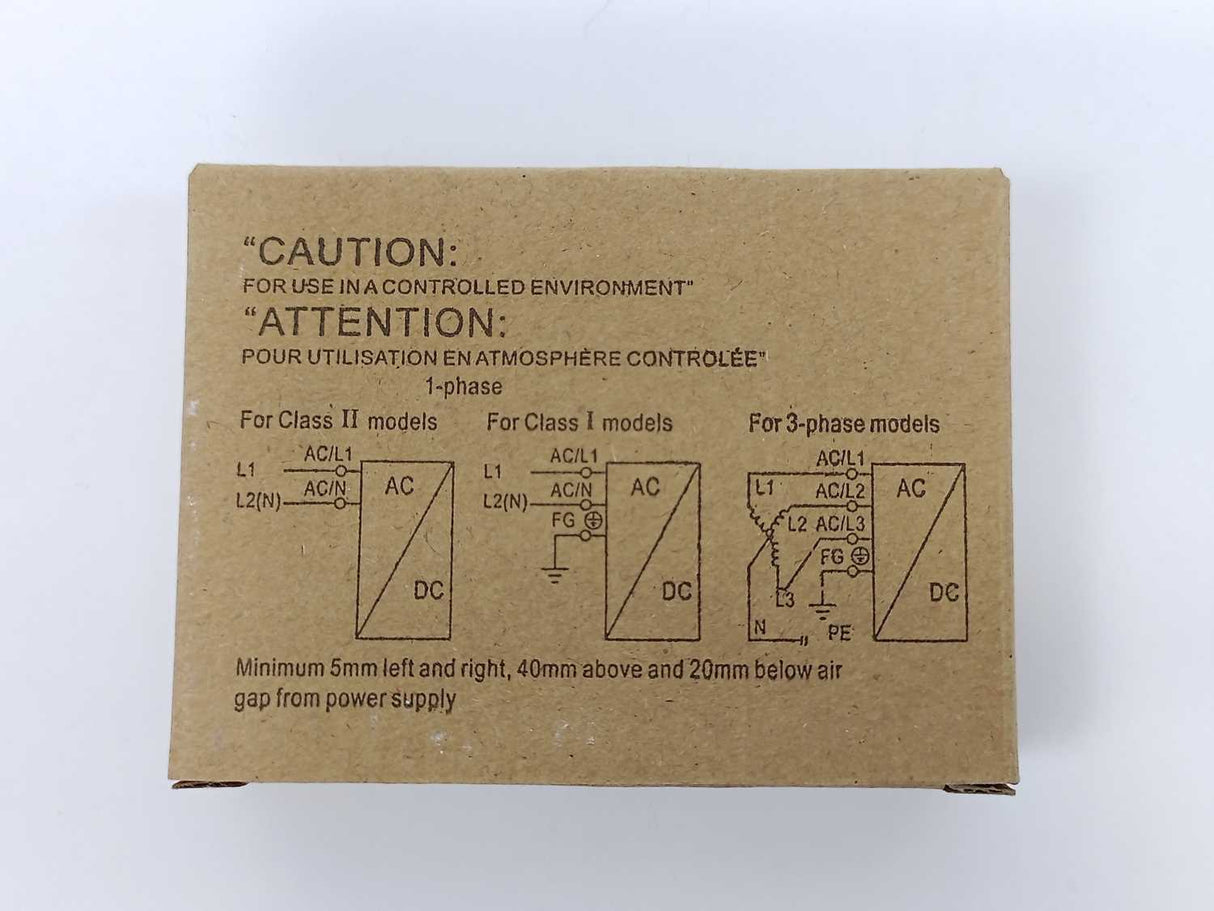 “CAUTION:
FOR USE IN A CONTROLLED ENVIRONMENT”
“ATTENTION:
POUR UTILISATION EN ATMOSPHÈRE CONTROLÉE”
1-phase
For Class II models
L1
AC/L1
L2(N)
AC/N
AC
DC
For Class I models
L1
AC/L1
L2(N)
AC/N
FG
AC
DC
For 3-phase models
AC/L1
L1
AC/L2
L2
AC/L3
FG
L3
N
PE
AC
DC
Minimum 5mm left and right, 40mm above and 20mm below air
gap from power supply